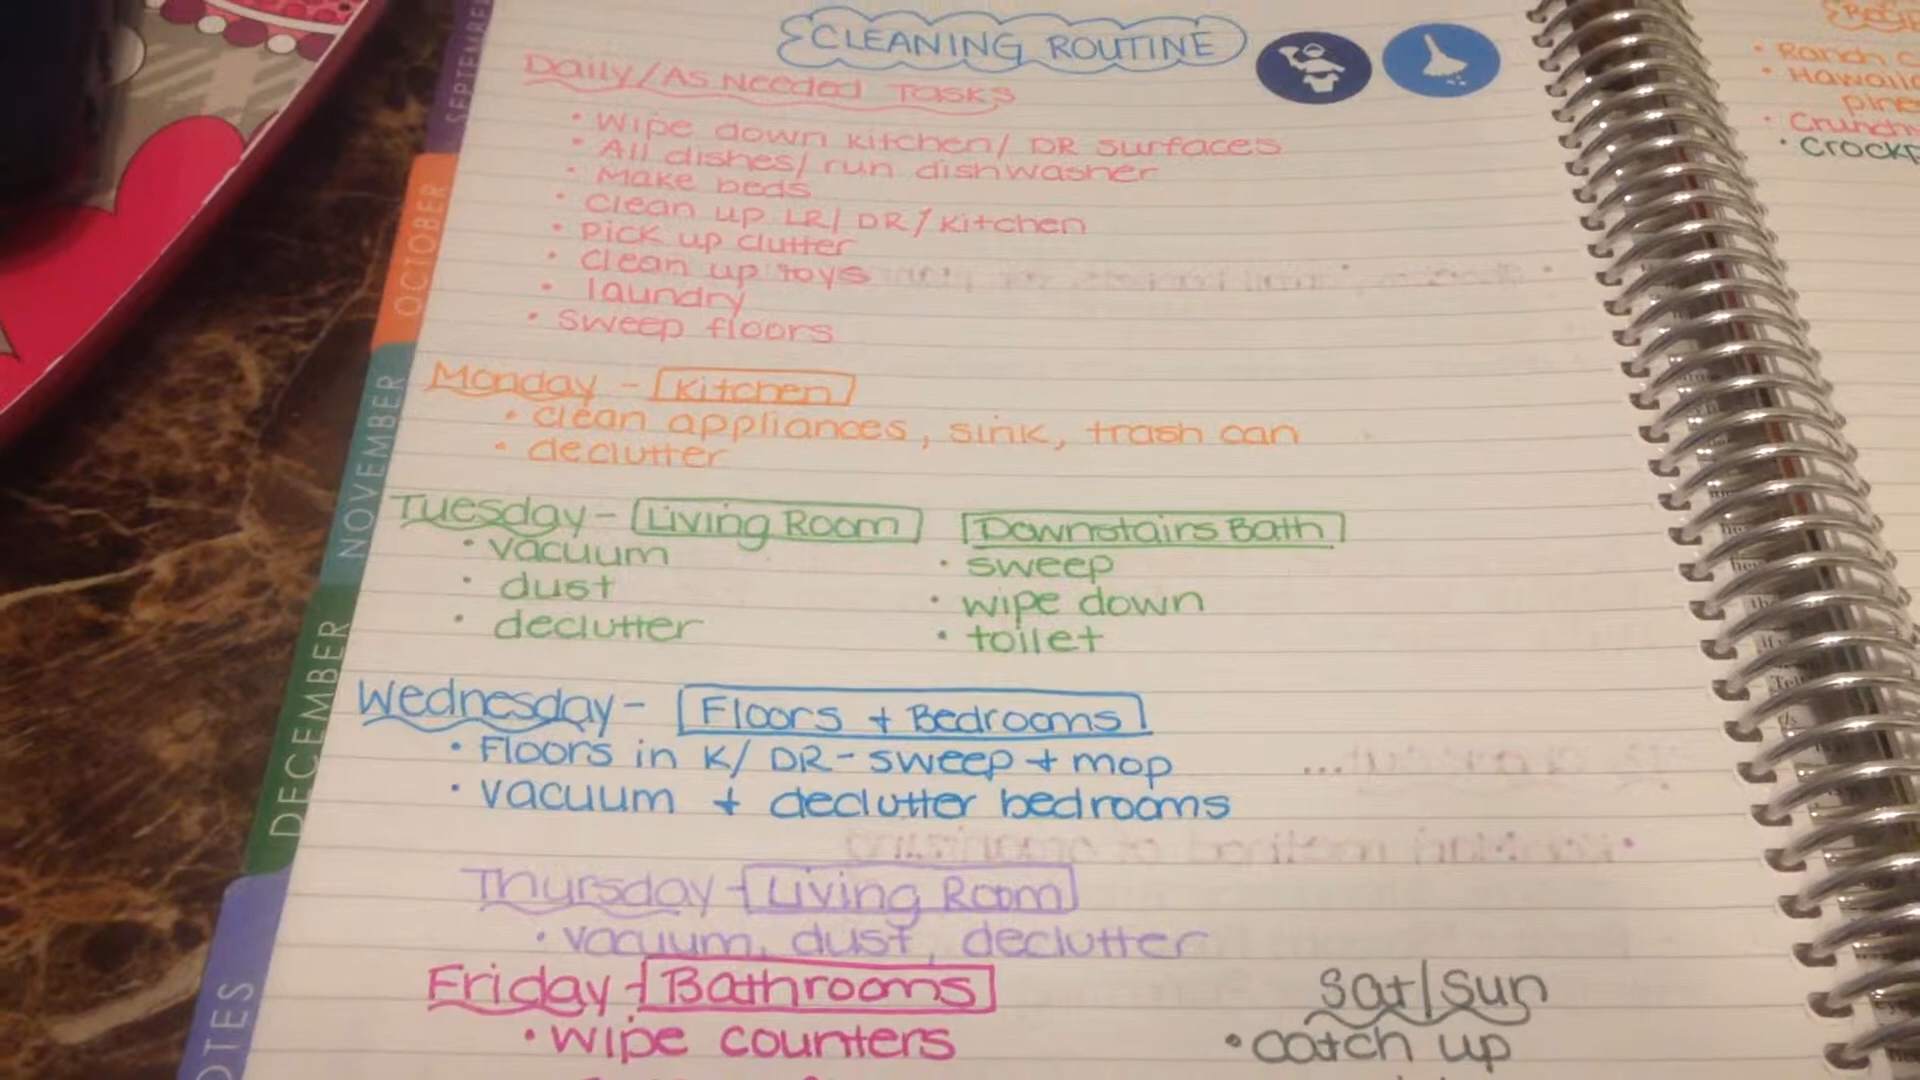 CLEANING ROUTINE
Daily/As Needed Tasks
• Wipe down kitchen/ DR surfaces
• All dishes/ run dishwasher
• Make beds
• Clean up LR/ DR/ Kitchen
• Pick up clutter
• Clean up toys
• laundry
• Sweep floors
Monday - Kitchen
• Clean appliances, sink, trash can
• declutter
Tuesday - Living Room
• vacuum
• dust
• declutter
Downstairs Bath
• sweep
• wipe down
• toilet
Wednesday - Floors + Bedrooms
• Floors in K/ DR - sweep + mop
• vacuum + declutter bedrooms
Thursday - Living Room
• vacuum, dust, declutter
Friday - Bathrooms
• wipe counters
Sat/Sun
• catch up
SEPTEMBER
OCTOBER
NOVEMBER
DECEMBER
OTES
• Ranch
• Hawaiia
• Crunchy
• Crockp